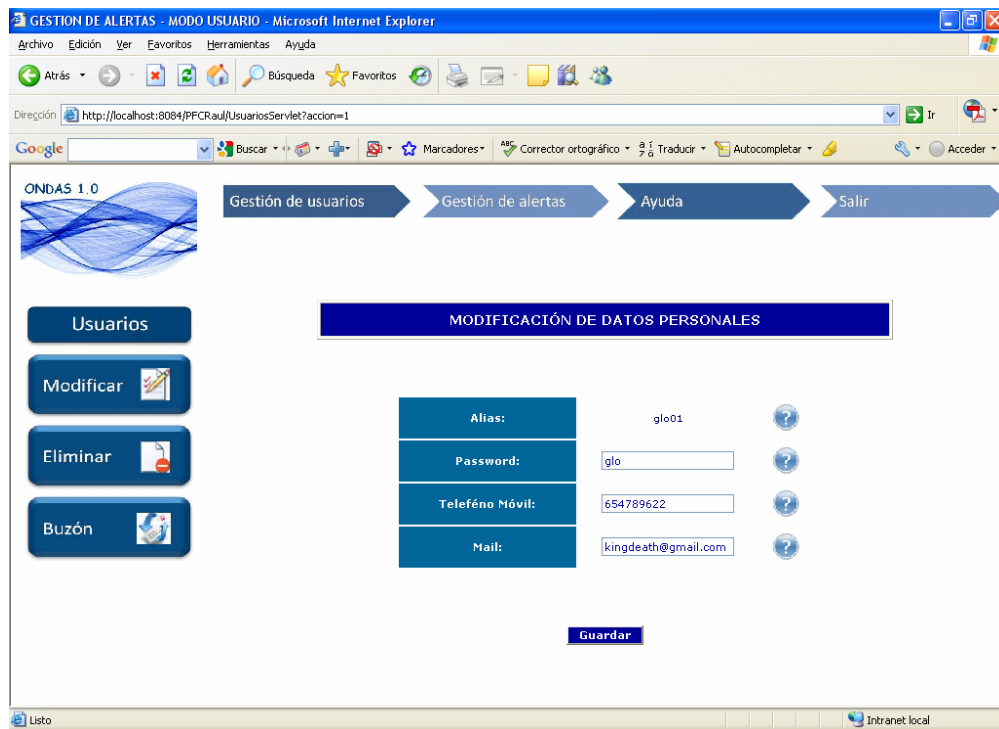 GESTION DE ALERTAS - MODO USUARIO - Microsoft Internet Explorer
Archivo Edición Ver Favoritos Herramientas Ayuda
Atrás Búsqueda Favoritos
Dirección http://localhost:8084/PFCRaul/UsuariosServlet?accion=1 Ir
Google Buscar Marcadores ABC Corrector ortográfico Traducir Autocompletar Acceder
ONDAS 1.0
Gestión de usuarios Gestión de alertas Ayuda Salir
Usuarios
MODIFICACIÓN DE DATOS PERSONALES
Modificar
Eliminar
Buzón
Alias: glo01 ?
Password: glo ?
Teleféno Móvil: 654789622 ?
Mail: kingdeath@gmail.com ?
Guardar
Listo Intranet local